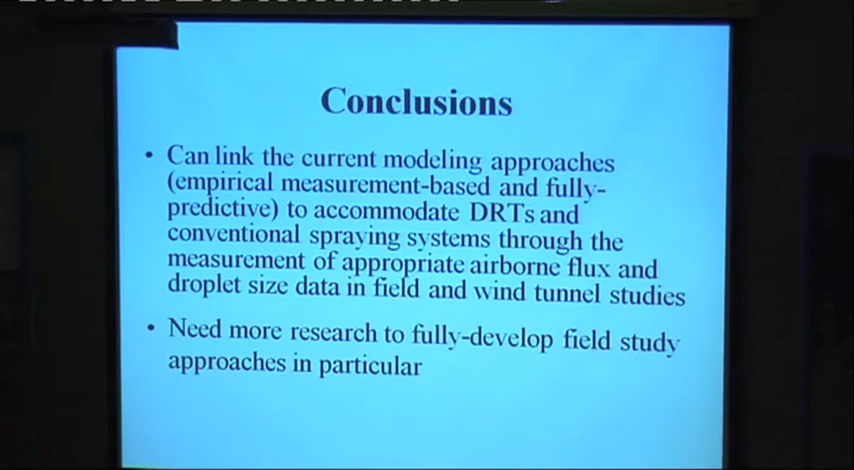 Conclusions
• Can link the current modeling approaches
(empirical measurement-based and fully-
predictive) to accommodate DRTs and
conventional spraying systems through the
measurement of appropriate airborne flux and
droplet size data in field and wind tunnel studies
• Need more research to fully-develop field study
approaches in particular